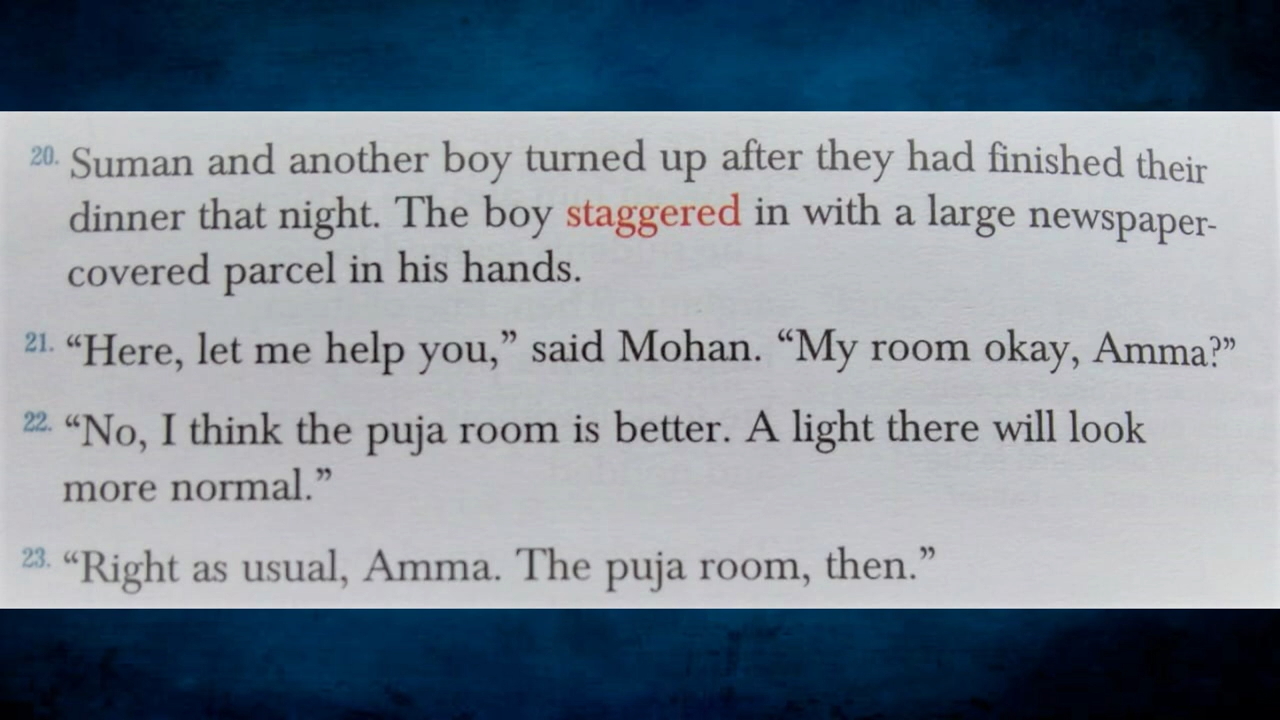 20. Suman and another boy turned up after they had finished their
dinner that night. The boy staggered in with a large newspaper-
covered parcel in his hands.
21. “Here, let me help you,” said Mohan. “My room okay, Amma?”
22. “No, I think the puja room is better. A light there will look
more normal.”
23. “Right as usual, Amma. The puja room, then.”